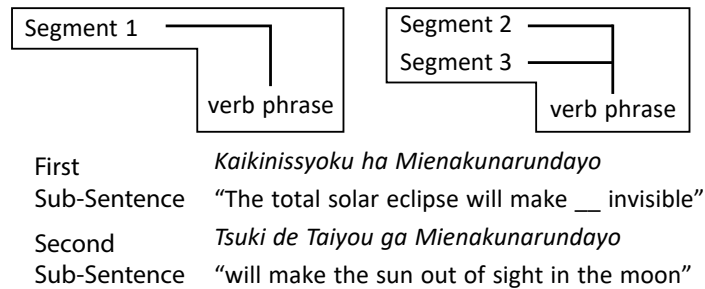 Segment 1
verb phrase
Segment 2
Segment 3
verb phrase
First
Sub-Sentence
Kaikinissyoku ha Mienakunarundayo
“The total solar eclipse will make __ invisible”
Second
Sub-Sentence
Tsuki de Taiyou ga Mienakunarundayo
“will make the sun out of sight in the moon”